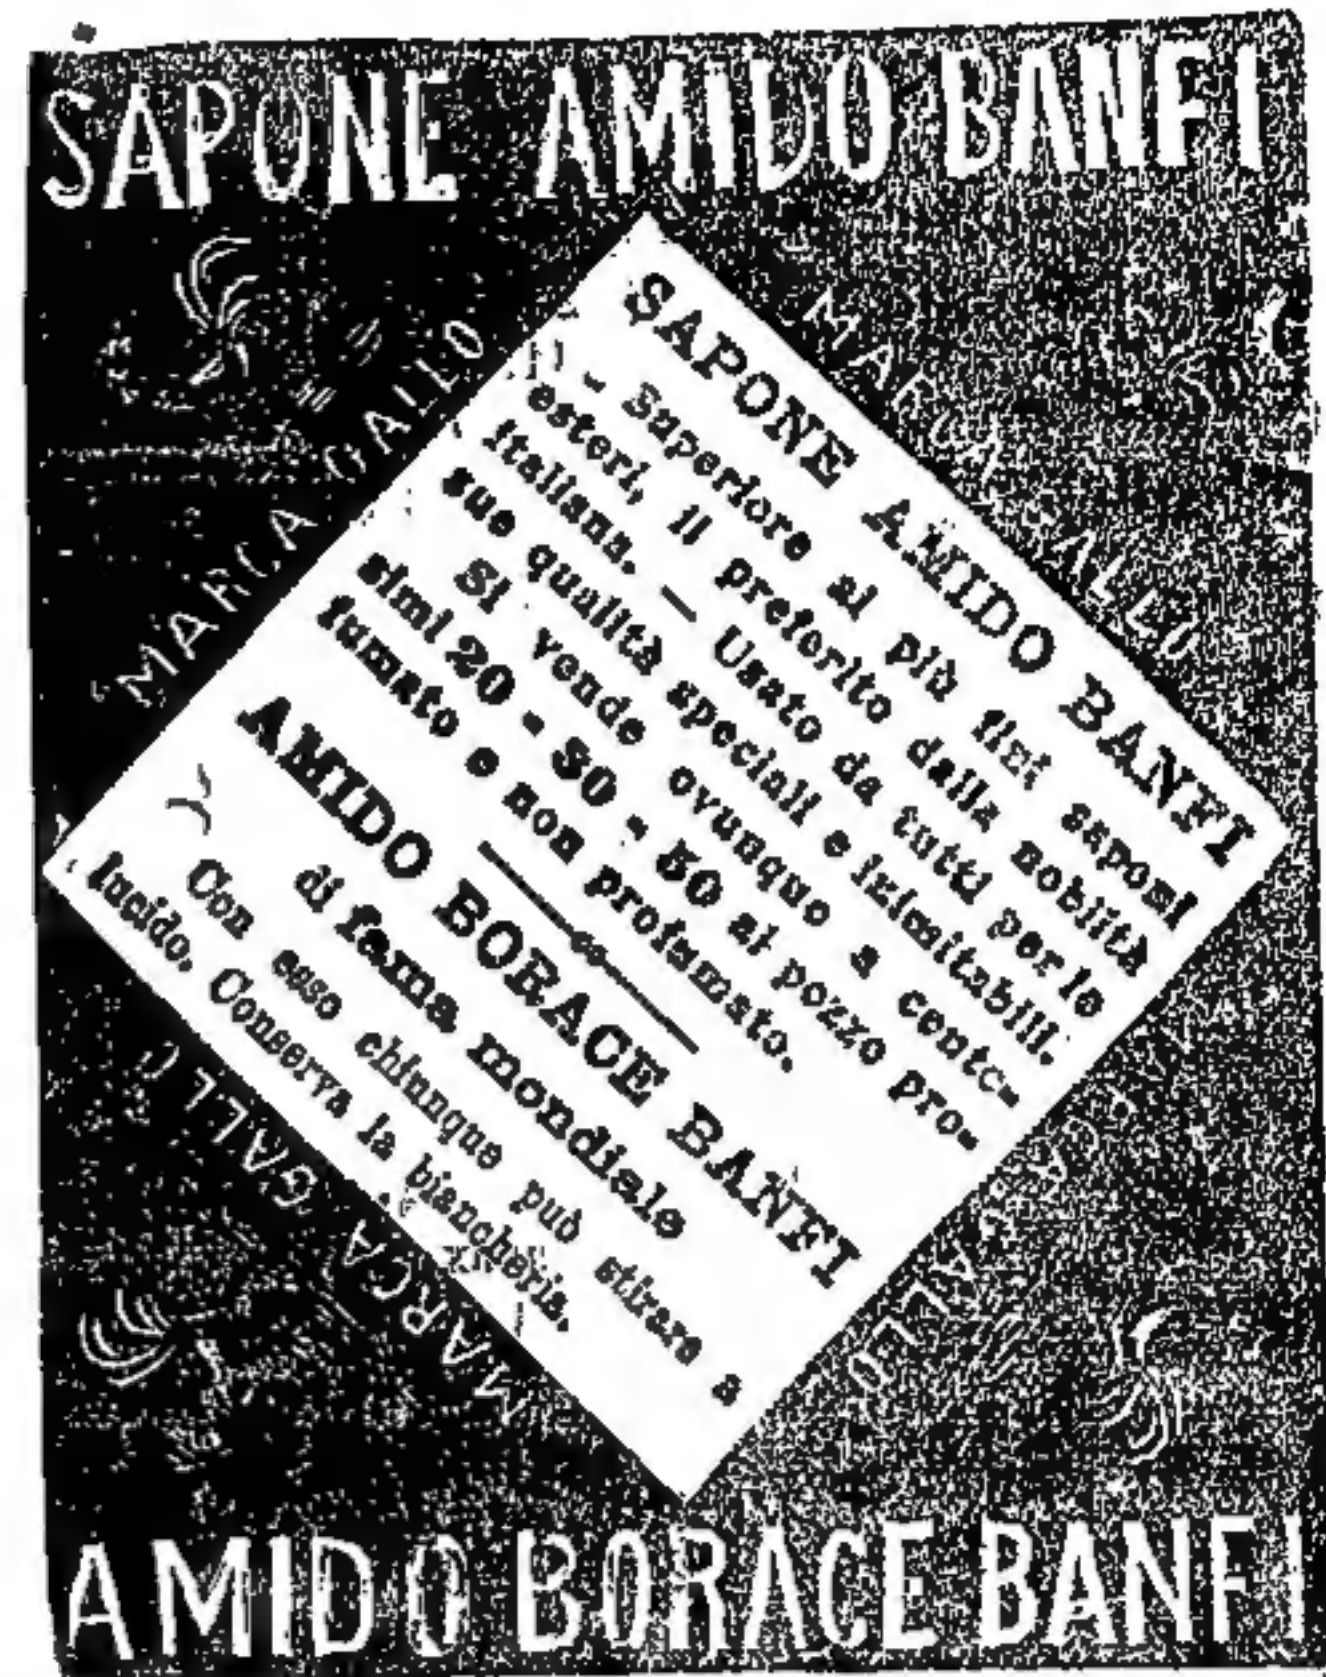 SAPONE AMIDO BANFI
MARCA GALLO
MARCA GALLO
SAPONE AMIDO BANFI
- Superiore ai più fini saponi
esteri, il preferito dalla nobiltà
italiana. — Usato da tutti per le
sue qualità speciali e inimitabili.
Si vende ovunque a cente-
simi 20 - 30 - 50 al pezzo pro-
fumato e non profumato.
AMIDO BORACE BANFI
di fama mondiale
Con esso chiunque può stirare a
lucido. Conserva la biancheria.
MARCA GALLO
MARCA GALLO
AMIDO BORACE BANFI